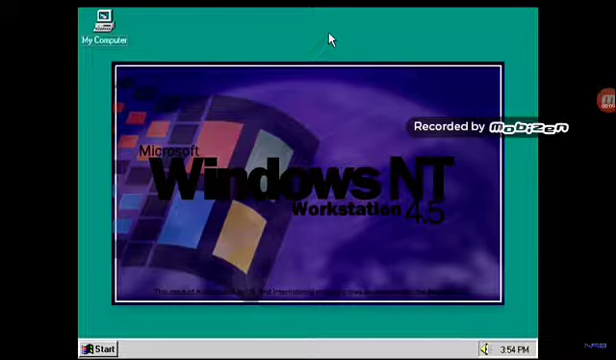 My Computer
Recorded by mobizen
Microsoft
Windows NT
Workstation 4.5
Start
3:54 PM